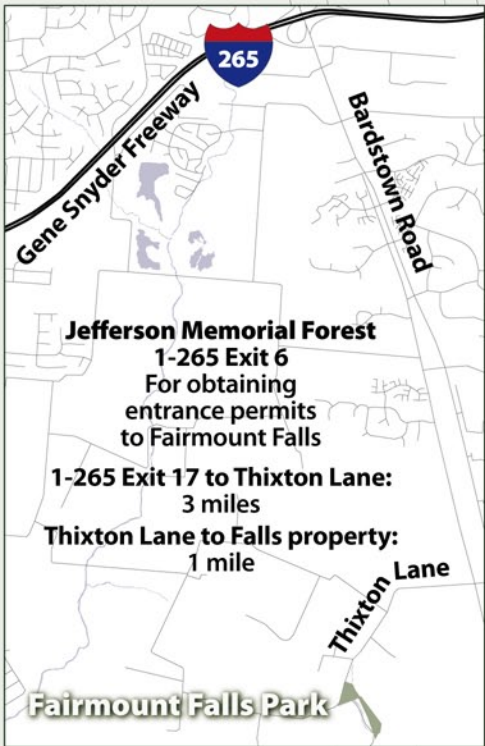 265
Gene Snyder Freeway
Bardstown Road
Jefferson Memorial Forest
1-265 Exit 6
For obtaining
entrance permits
to Fairmount Falls
1-265 Exit 17 to Thixton Lane:
3 miles
Thixton Lane to Falls property:
1 mile
Thixton Lane
Fairmount Falls Park